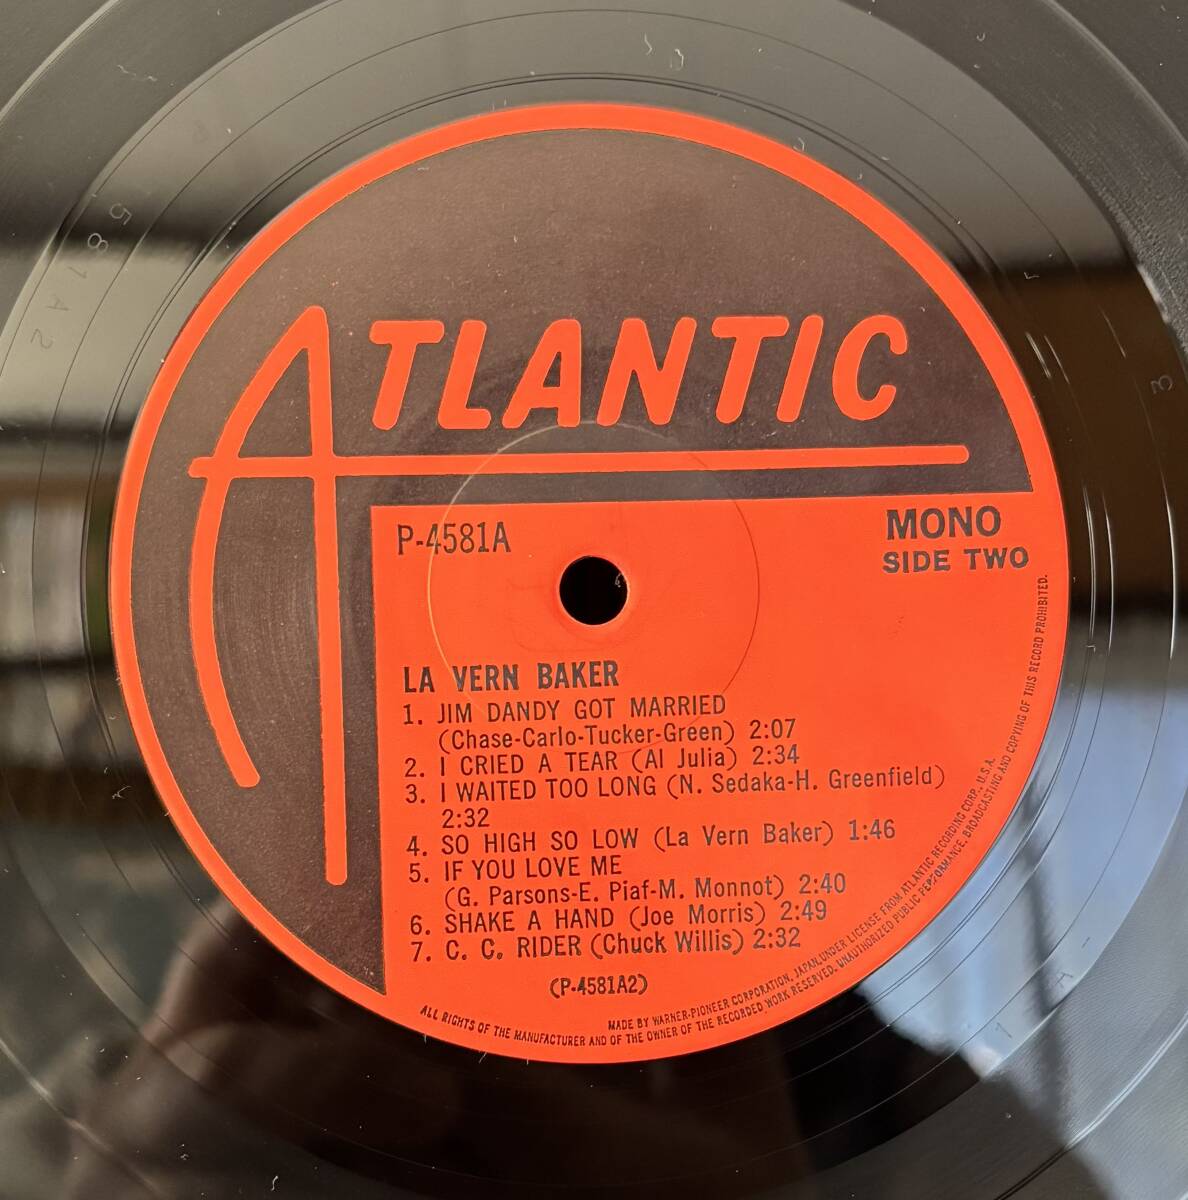 ATLANTIC
P-4581A
MONO
SIDE TWO
LA VERN BAKER
1. JIM DANDY GOT MARRIED
(Chase-Carlo-Tucker-Green) 2:07
2. I CRIED A TEAR (Al Julia) 2:34
3. I WAITED TOO LONG (N. Sedaka-H. Greenfield)
2:32
4. SO HIGH SO LOW (La Vern Baker) 1:46
5. IF YOU LOVE ME
(G. Parsons-E. Piaf-M. Monnot) 2:40
6. SHAKE A HAND (Joe Morris) 2:49
7. C. C. RIDER (Chuck Willis) 2:32
(P-4581A2)
MADE BY WARNER-PIONEER CORPORATION, JAPAN, UNDER LICENSE FROM ATLANTIC RECORDING CORP., U.S.A.
ALL RIGHTS OF THE MANUFACTURER AND OF THE OWNER OF THE RECORDED WORK RESERVED. UNAUTHORIZED PUBLIC PERFORMANCE, BROADCASTING AND COPYING OF THIS RECORD PROHIBITED.
581A2
3